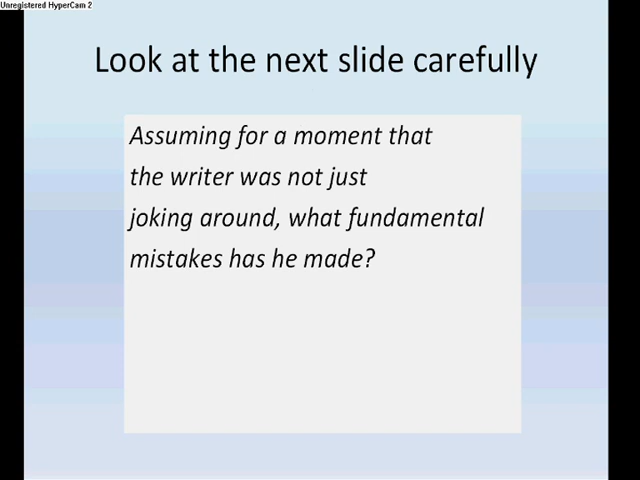 Unregistered HyperCam 2
Look at the next slide carefully
Assuming for a moment that
the writer was not just
joking around, what fundamental
mistakes has he made?